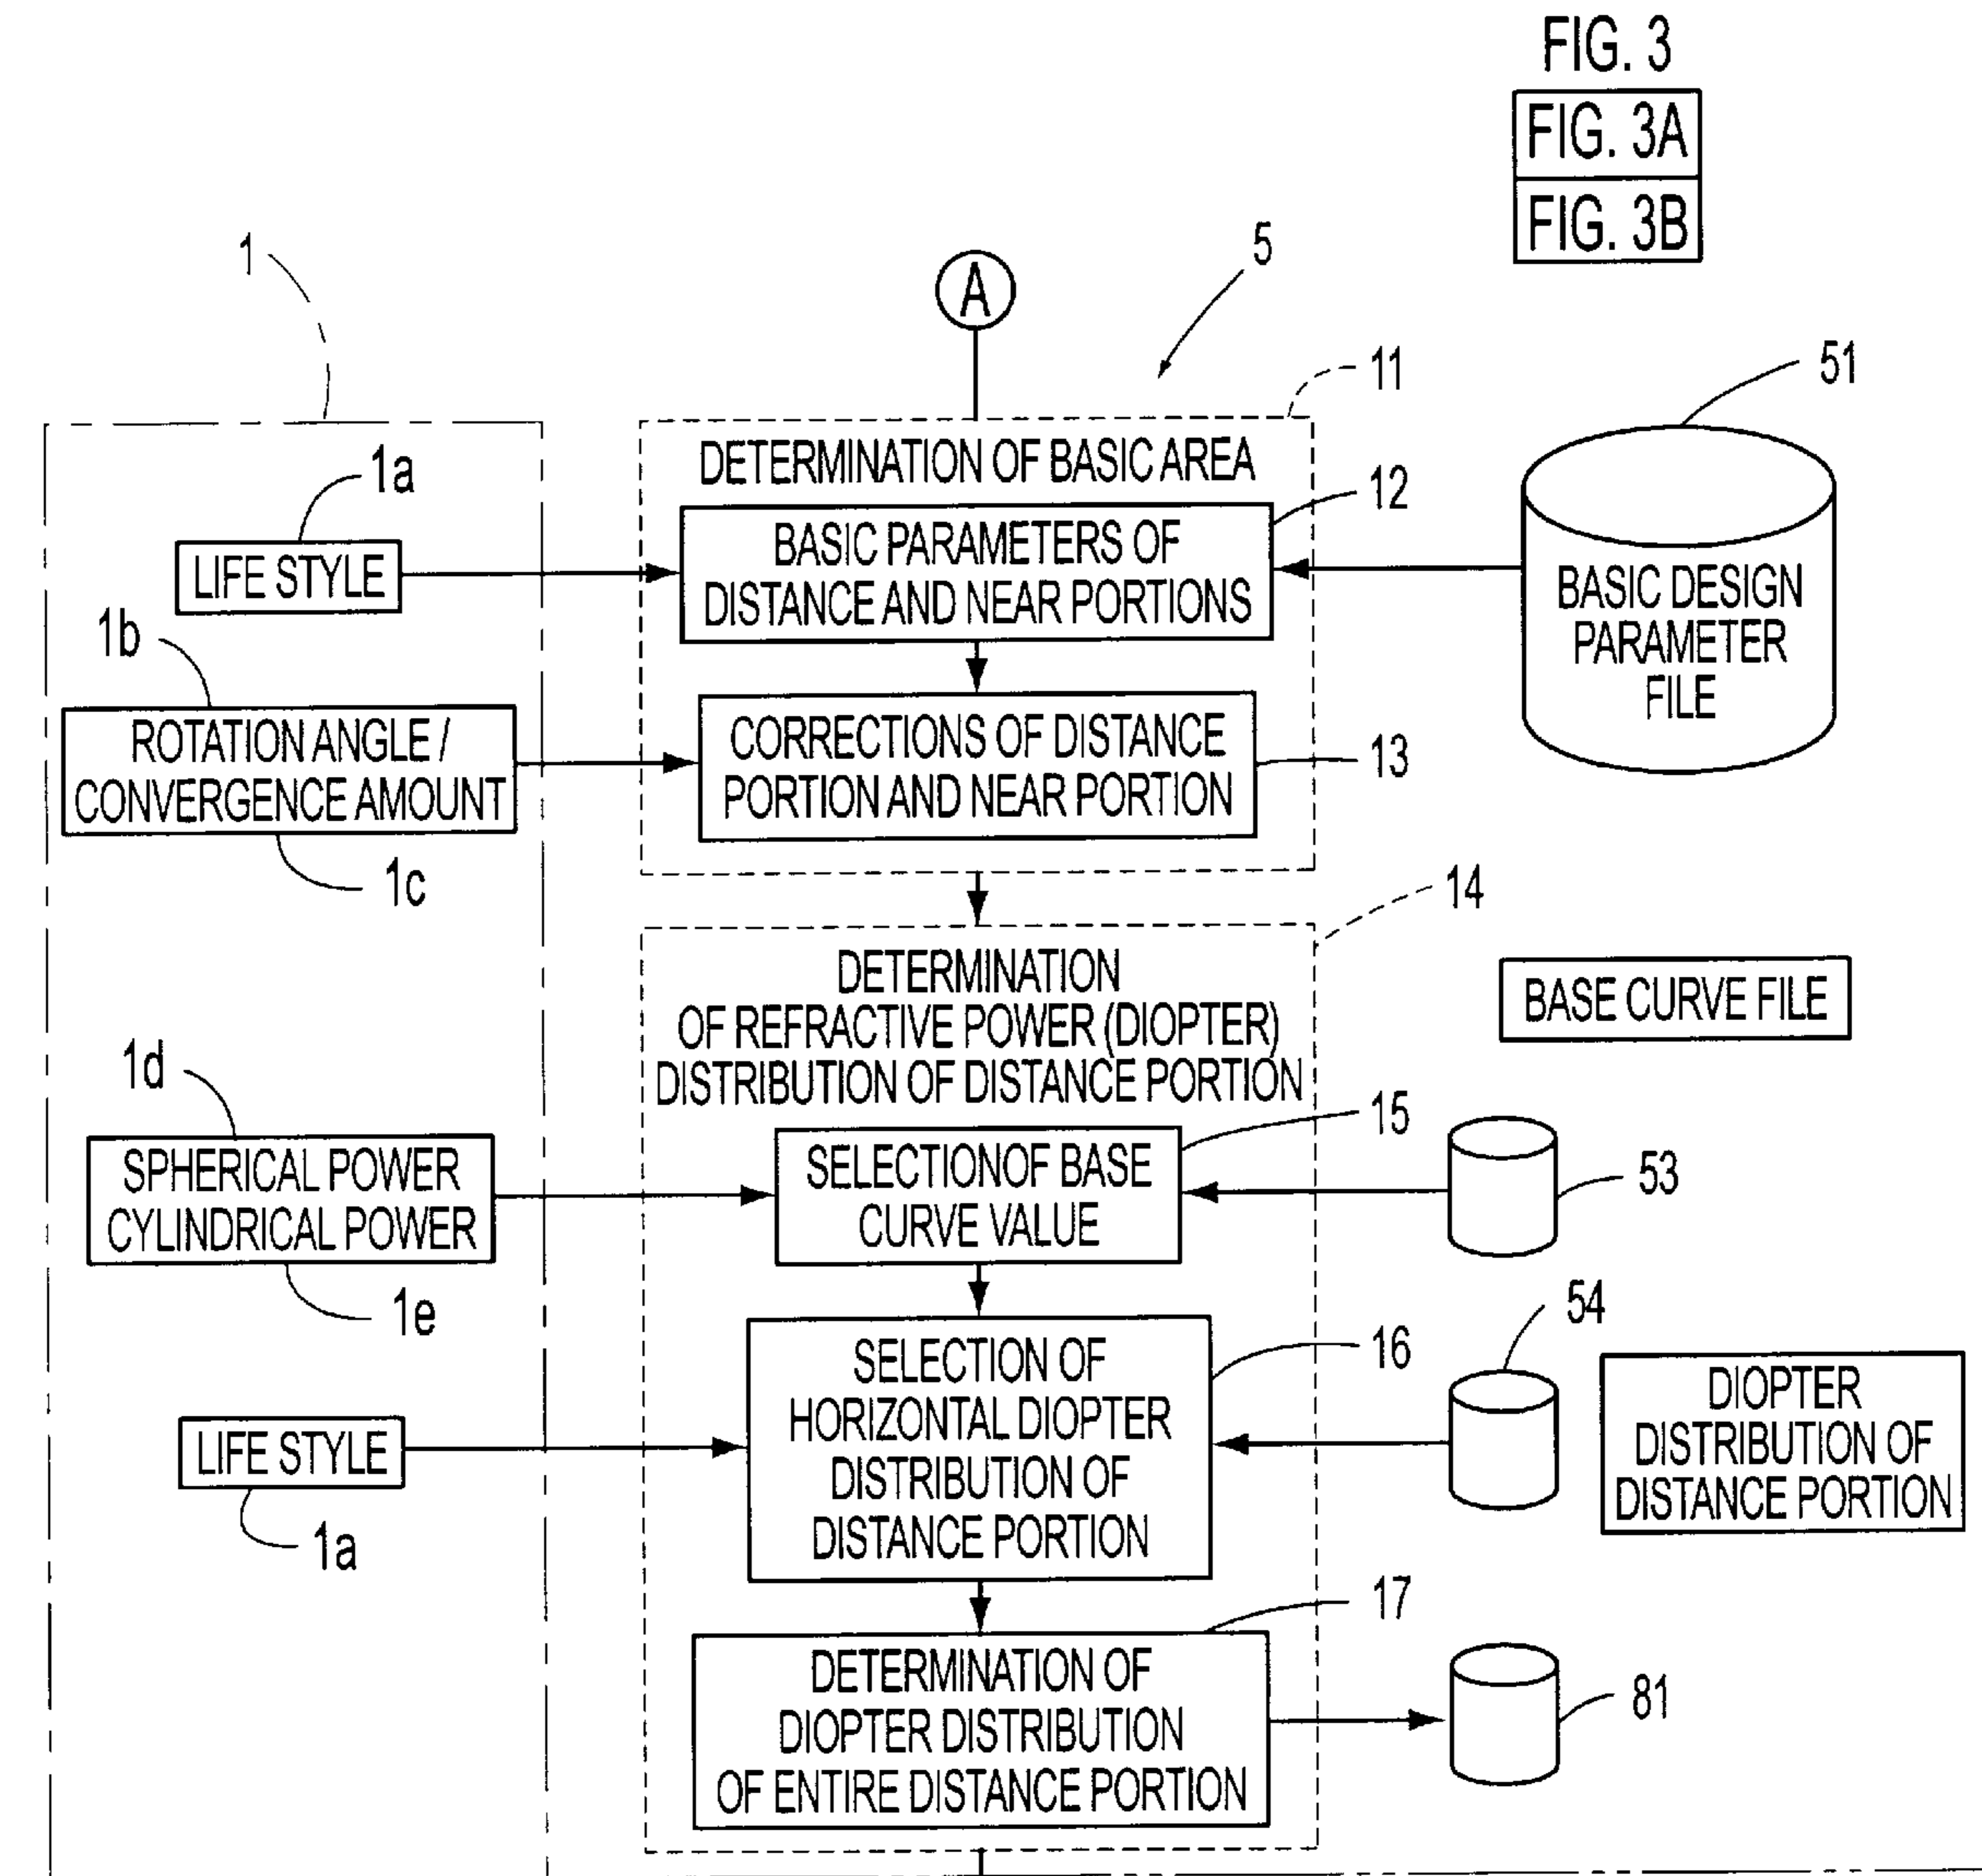 FIG. 3
FIG. 3A
FIG. 3B
1
A
5
11
51
DETERMINATION OF BASIC AREA
1a
12
LIFE STYLE
BASIC PARAMETERS OF
DISTANCE AND NEAR PORTIONS
BASIC DESIGN
PARAMETER
FILE
1b
ROTATION ANGLE /
CONVERGENCE AMOUNT
1c
CORRECTIONS OF DISTANCE
PORTION AND NEAR PORTION
13
14
DETERMINATION
OF REFRACTIVE POWER (DIOPTER)
DISTRIBUTION OF DISTANCE PORTION
BASE CURVE FILE
1d
15
SPHERICAL POWER
CYLINDRICAL POWER
1e
SELECTIONOF BASE
CURVE VALUE
53
54
16
SELECTION OF
HORIZONTAL DIOPTER
DISTRIBUTION OF
DISTANCE PORTION
DIOPTER
DISTRIBUTION OF
DISTANCE PORTION
LIFE STYLE
1a
17
DETERMINATION OF
DIOPTER DISTRIBUTION
OF ENTIRE DISTANCE PORTION
81